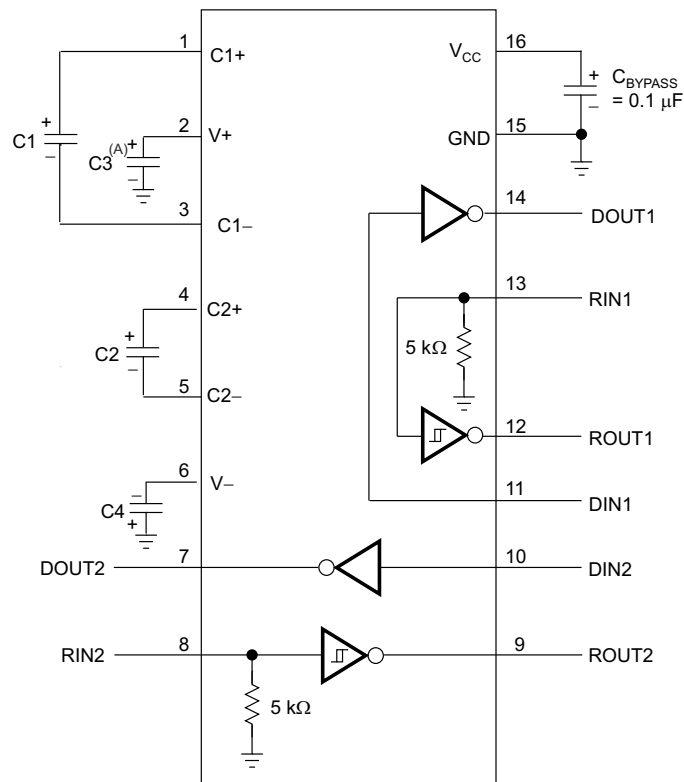 1 C1+ V_CC 16
+ C1 −
+ C_BYPASS
− = 0.1 μF
2 V+ GND 15
C3(A) + −
3 C1− 14 DOUT1
4 C2+ 13 RIN1
+ C2 − 5 kΩ
5 C2− 12 ROUT1
6 V− 11 DIN1
− C4 +
DOUT2 7 10 DIN2
RIN2 8 9 ROUT2
5 kΩ